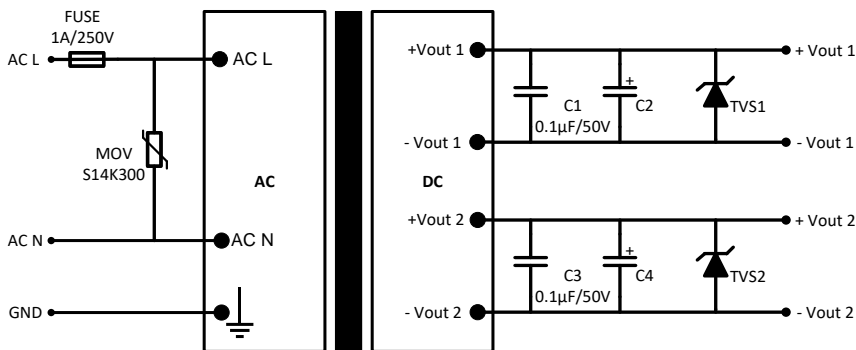 FUSE
1A/250V
AC L
AC L
MOV
S14K300
AC N
AC N
GND
AC
DC
+Vout 1
+ Vout 1
+
C1
C2
TVS1
0.1µF/50V
- Vout 1
- Vout 1
+Vout 2
+ Vout 2
+
C3
C4
TVS2
0.1µF/50V
- Vout 2
- Vout 2